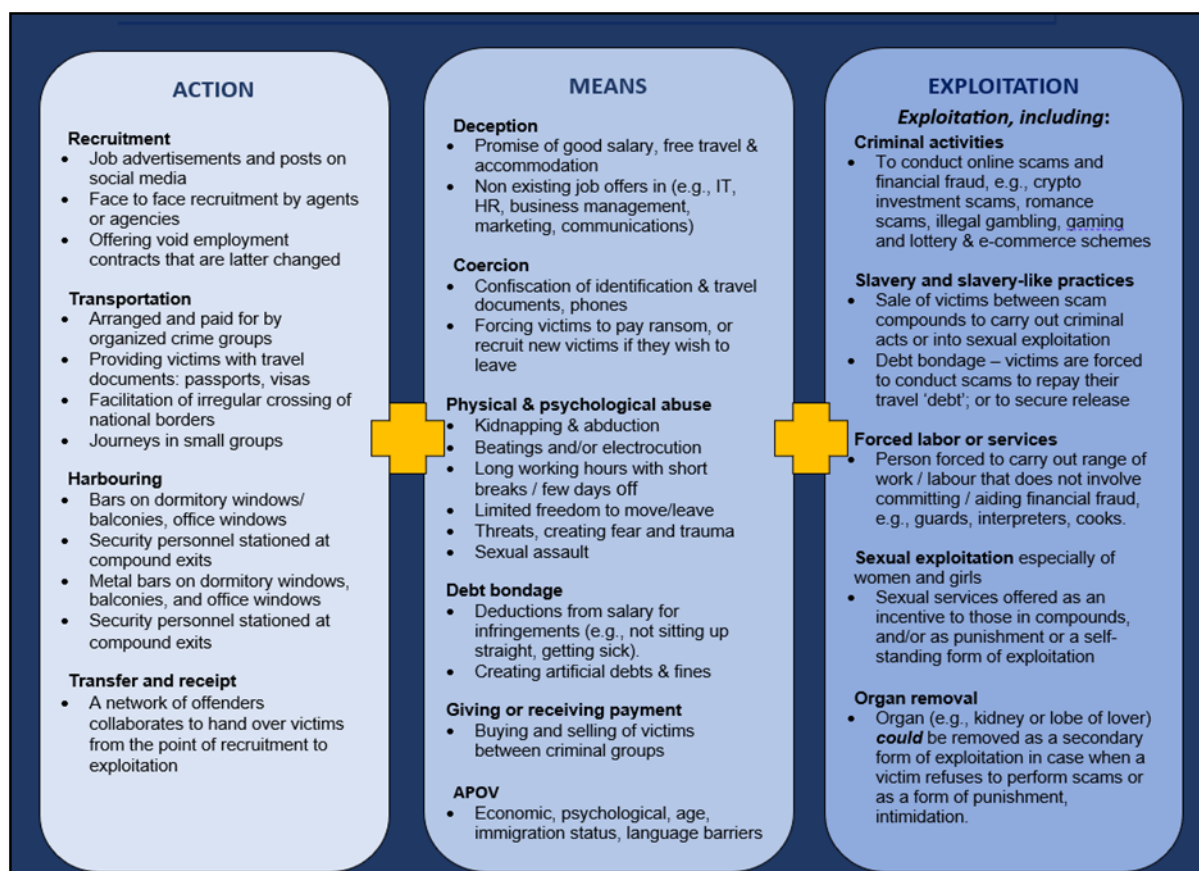 ACTION
Recruitment
• Job advertisements and posts on
social media
• Face to face recruitment by agents
or agencies
• Offering void employment
contracts that are latter changed
Transportation
• Arranged and paid for by
organized crime groups
• Providing victims with travel
documents: passports, visas
• Facilitation of irregular crossing of
national borders
• Journeys in small groups
Harbouring
• Bars on dormitory windows/
balconies, office windows
• Security personnel stationed at
compound exits
• Metal bars on dormitory windows,
balconies, and office windows
• Security personnel stationed at
compound exits
Transfer and receipt
• A network of offenders
collaborates to hand over victims
from the point of recruitment to
exploitation
MEANS
Deception
• Promise of good salary, free travel &
accommodation
• Non existing job offers in (e.g., IT,
HR, business management,
marketing, communications)
Coercion
• Confiscation of identification & travel
documents, phones
• Forcing victims to pay ransom, or
recruit new victims if they wish to
leave
Physical & psychological abuse
• Kidnapping & abduction
• Beatings and/or electrocution
• Long working hours with short
breaks / few days off
• Limited freedom to move/leave
• Threats, creating fear and trauma
• Sexual assault
Debt bondage
• Deductions from salary for
infringements (e.g., not sitting up
straight, getting sick).
• Creating artificial debts & fines
Giving or receiving payment
• Buying and selling of victims
between criminal groups
APOV
• Economic, psychological, age,
immigration status, language barriers
EXPLOITATION
Exploitation, including:
Criminal activities
• To conduct online scams and
financial fraud, e.g., crypto
investment scams, romance
scams, illegal gambling, gaming
and lottery & e-commerce schemes
Slavery and slavery-like practices
• Sale of victims between scam
compounds to carry out criminal
acts or into sexual exploitation
• Debt bondage – victims are forced
to conduct scams to repay their
travel ‘debt’; or to secure release
Forced labor or services
• Person forced to carry out range of
work / labour that does not involve
committing / aiding financial fraud,
e.g., guards, interpreters, cooks.
Sexual exploitation especially of
women and girls
• Sexual services offered as an
incentive to those in compounds,
and/or as punishment or a self-
standing form of exploitation
Organ removal
• Organ (e.g., kidney or lobe of lover)
could be removed as a secondary
form of exploitation in case when a
victim refuses to perform scams or
as a form of punishment,
intimidation.